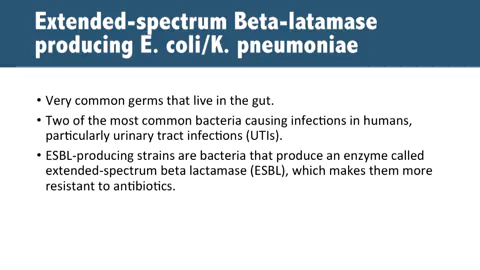 Extended-spectrum Beta-latamase
producing E. coli/K. pneumoniae
• Very common germs that live in the gut.
• Two of the most common bacteria causing infections in humans,
particularly urinary tract infections (UTIs).
• ESBL-producing strains are bacteria that produce an enzyme called
extended-spectrum beta lactamase (ESBL), which makes them more
resistant to antibiotics.